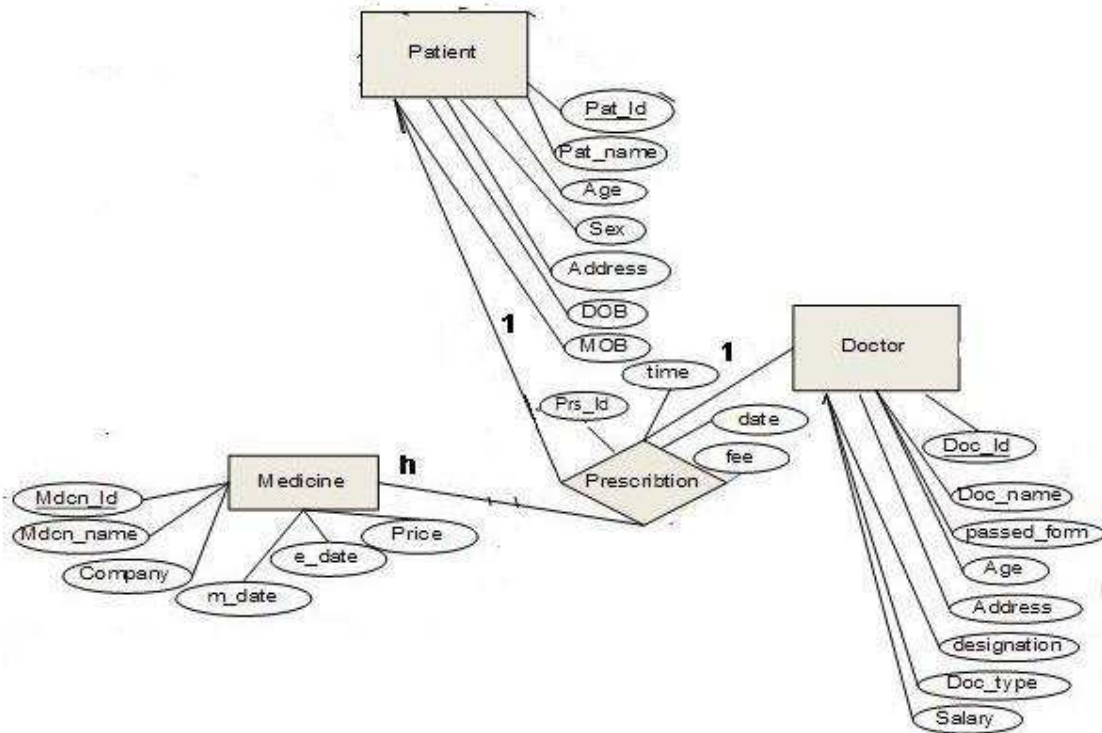 Patient
Pat_Id
Pat_name
Age
Sex
Address
DOB
MOB
1
1
Doctor
time
Prs_Id
date
fee
Prescribtion
Doc_Id
Doc_name
passed_form
Age
Address
designation
Doc_type
Salary
h
Medicine
Mdcn_Id
Mdcn_name
Company
m_date
e_date
Price